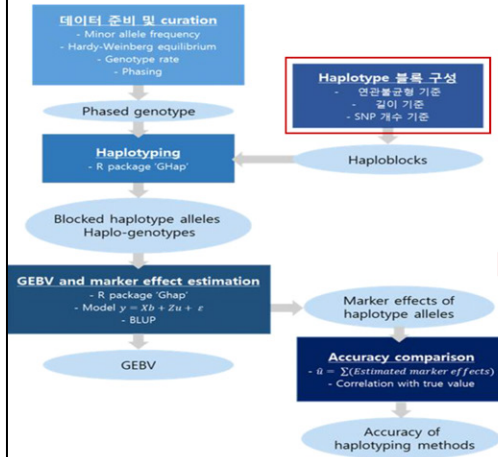 데이터 준비 및 curation
- Minor allele frequency
- Hardy-Weinberg equilibrium
- Genotype rate
- Phasing
Phased genotype
Haplotype 블록 구성
- 연관불균형 기준
- 길이 기준
- SNP 개수 기준
Haplotyping
- R package 'GHap'
Haploblocks
Blocked haplotype alleles
Haplo-genotypes
GEBV and marker effect estimation
- R package 'Ghap'
- Model y = Xb + Zu + ε
- BLUP
Marker effects of
haplotype alleles
GEBV
Accuracy comparison
- û = ∑(Estimated marker effects)
- Correlation with true value
Accuracy of
haplotyping methods